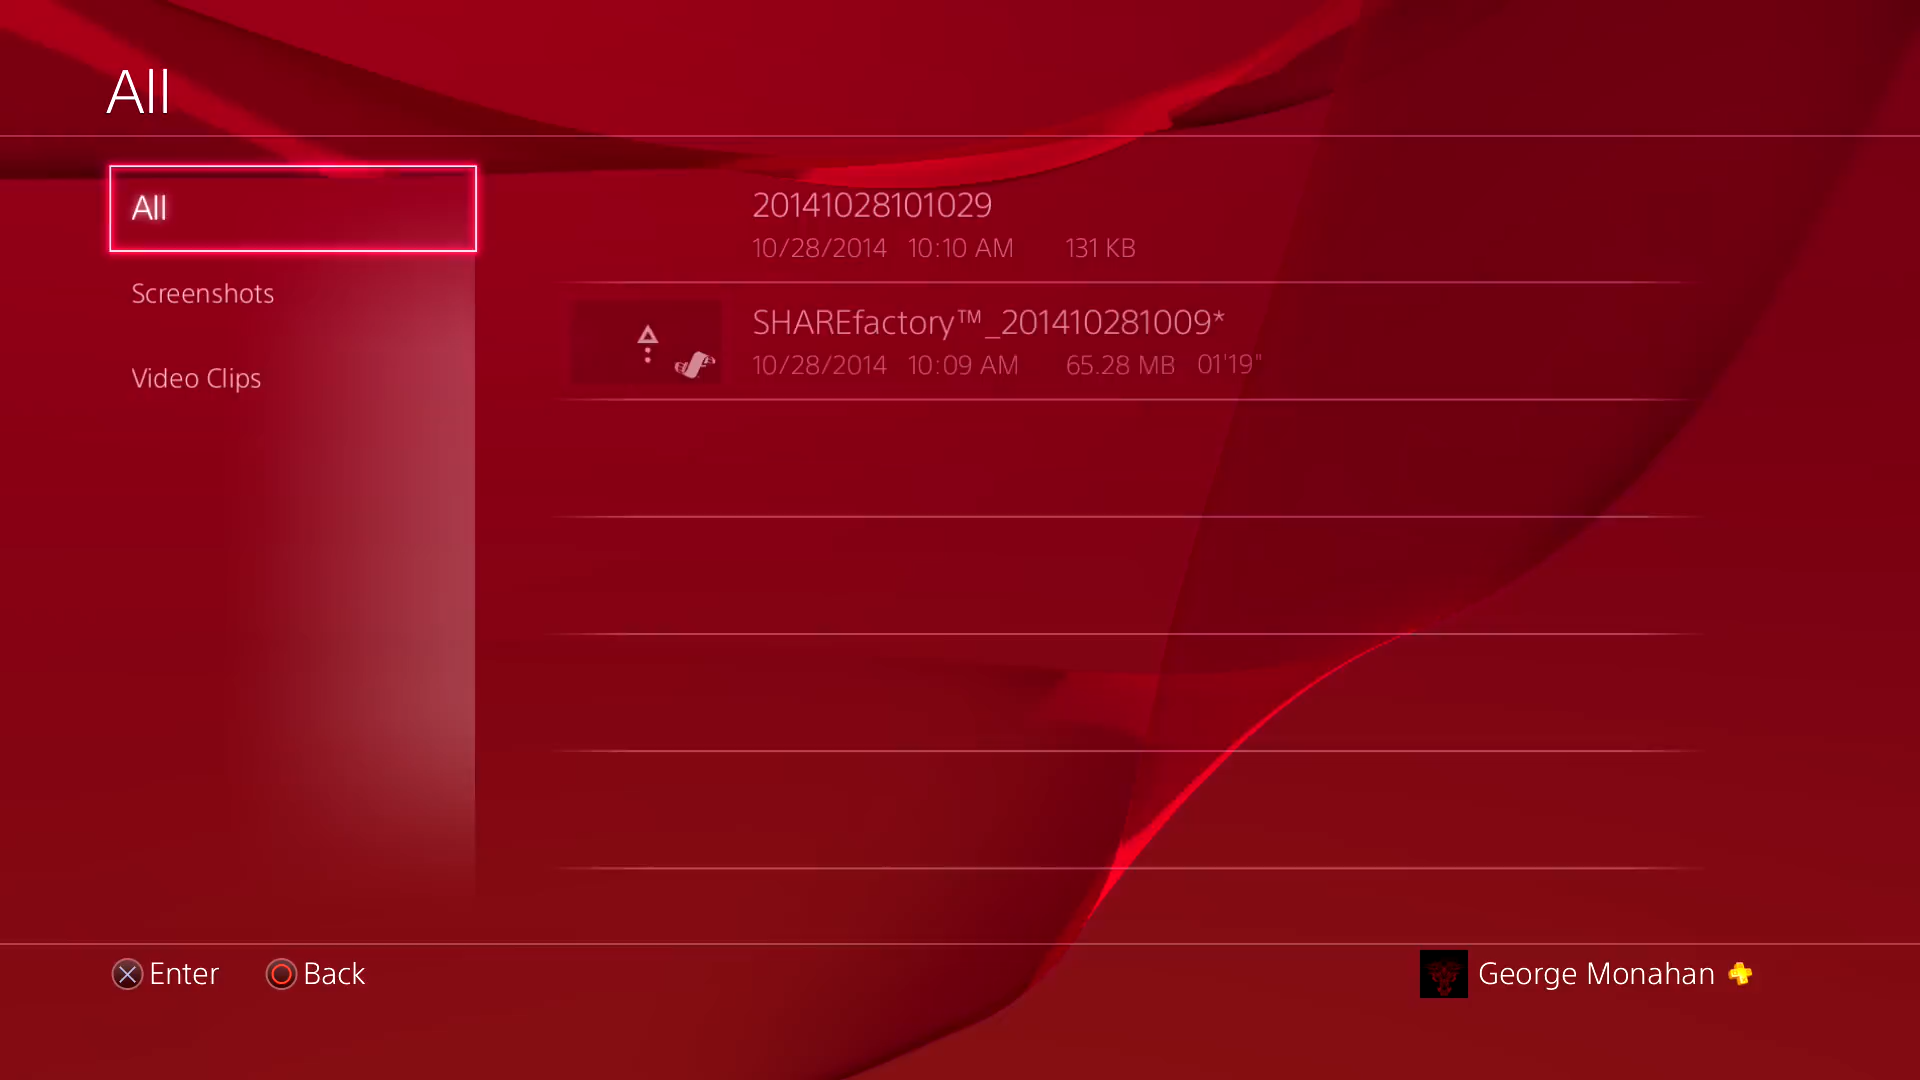 All
All
Screenshots
Video Clips
20141028101029
10/28/2014 10:10 AM 131 KB
SHAREfactory™_201410281009*
10/28/2014 10:09 AM 65.28 MB 01'19"
Enter Back
George Monahan